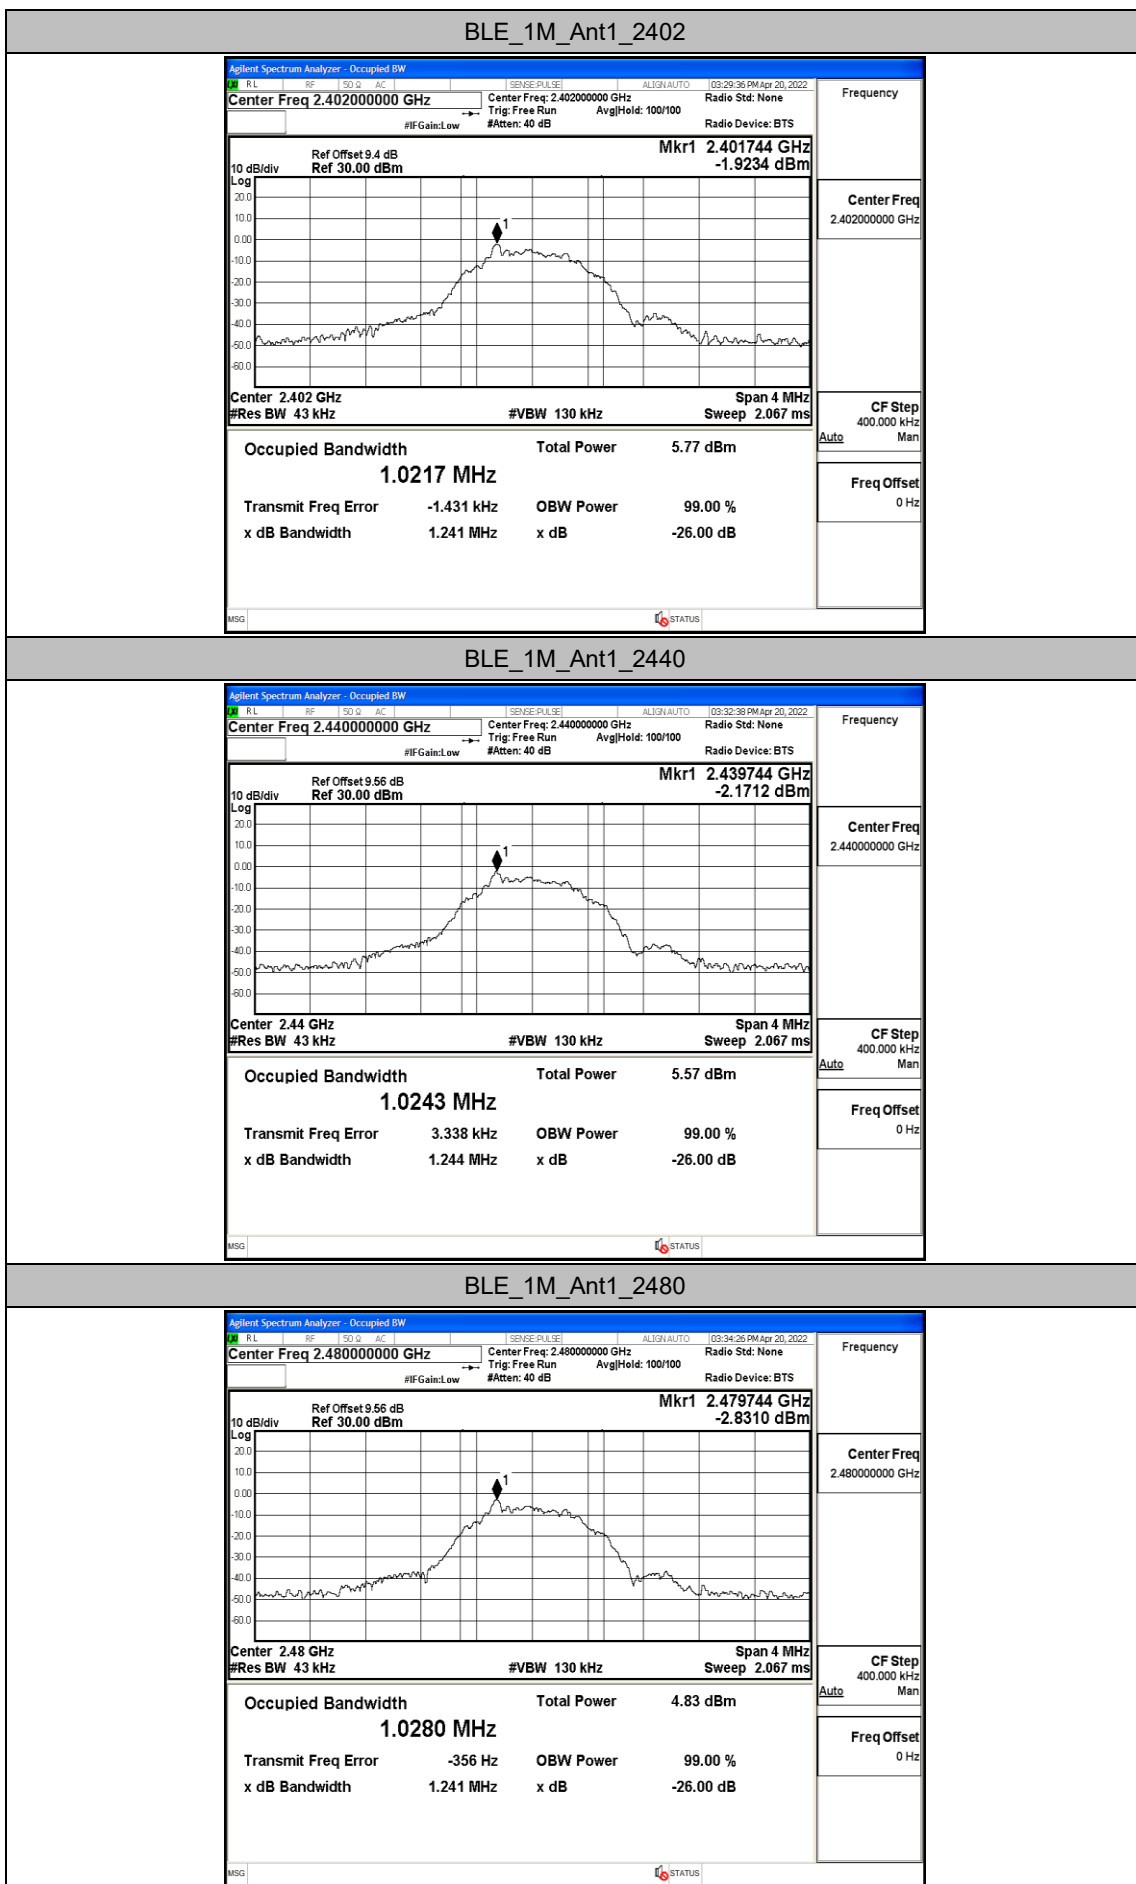 BLE_1M_Ant1_2402
Agilent Spectrum Analyzer - Occupied BW
RL RF 50 Ω AC SENSE:PULSE ALIGNAUTO 03:29:36 PM Apr 20, 2022
Center Freq 2.402000000 GHz Center Freq: 2.402000000 GHz Radio Std: None Frequency
Trig: Free Run Avg|Hold: 100/100
#IFGain:Low #Atten: 40 dB Radio Device: BTS
Mkr1 2.401744 GHz
Ref Offset 9.4 dB
10 dB/div Ref 30.00 dBm -1.9234 dBm
Log
20.0
10.0
0.00
-10.0
-20.0
-30.0
-40.0
-50.0
-60.0
1
Center Freq
2.402000000 GHz
Center 2.402 GHz Span 4 MHz
#Res BW 43 kHz #VBW 130 kHz Sweep 2.067 ms
CF Step
400.000 kHz
Auto Man
Occupied Bandwidth Total Power 5.77 dBm
1.0217 MHz
Freq Offset
0 Hz
Transmit Freq Error -1.431 kHz OBW Power 99.00 %
x dB Bandwidth 1.241 MHz x dB -26.00 dB
MSG STATUS
BLE_1M_Ant1_2440
Agilent Spectrum Analyzer - Occupied BW
RL RF 50 Ω AC SENSE:PULSE ALIGNAUTO 03:32:38 PM Apr 20, 2022
Center Freq 2.440000000 GHz Center Freq: 2.440000000 GHz Radio Std: None Frequency
Trig: Free Run Avg|Hold: 100/100
#IFGain:Low #Atten: 40 dB Radio Device: BTS
Mkr1 2.439744 GHz
Ref Offset 9.56 dB
10 dB/div Ref 30.00 dBm -2.1712 dBm
Log
20.0
10.0
0.00
-10.0
-20.0
-30.0
-40.0
-50.0
-60.0
1
Center Freq
2.440000000 GHz
Center 2.44 GHz Span 4 MHz
#Res BW 43 kHz #VBW 130 kHz Sweep 2.067 ms
CF Step
400.000 kHz
Auto Man
Occupied Bandwidth Total Power 5.57 dBm
1.0243 MHz
Freq Offset
0 Hz
Transmit Freq Error 3.338 kHz OBW Power 99.00 %
x dB Bandwidth 1.244 MHz x dB -26.00 dB
MSG STATUS
BLE_1M_Ant1_2480
Agilent Spectrum Analyzer - Occupied BW
RL RF 50 Ω AC SENSE:PULSE ALIGNAUTO 03:34:26 PM Apr 20, 2022
Center Freq 2.480000000 GHz Center Freq: 2.480000000 GHz Radio Std: None Frequency
Trig: Free Run Avg|Hold: 100/100
#IFGain:Low #Atten: 40 dB Radio Device: BTS
Mkr1 2.479744 GHz
Ref Offset 9.56 dB
10 dB/div Ref 30.00 dBm -2.8310 dBm
Log
20.0
10.0
0.00
-10.0
-20.0
-30.0
-40.0
-50.0
-60.0
1
Center Freq
2.480000000 GHz
Center 2.48 GHz Span 4 MHz
#Res BW 43 kHz #VBW 130 kHz Sweep 2.067 ms
CF Step
400.000 kHz
Auto Man
Occupied Bandwidth Total Power 4.83 dBm
1.0280 MHz
Freq Offset
0 Hz
Transmit Freq Error -356 Hz OBW Power 99.00 %
x dB Bandwidth 1.241 MHz x dB -26.00 dB
MSG STATUS